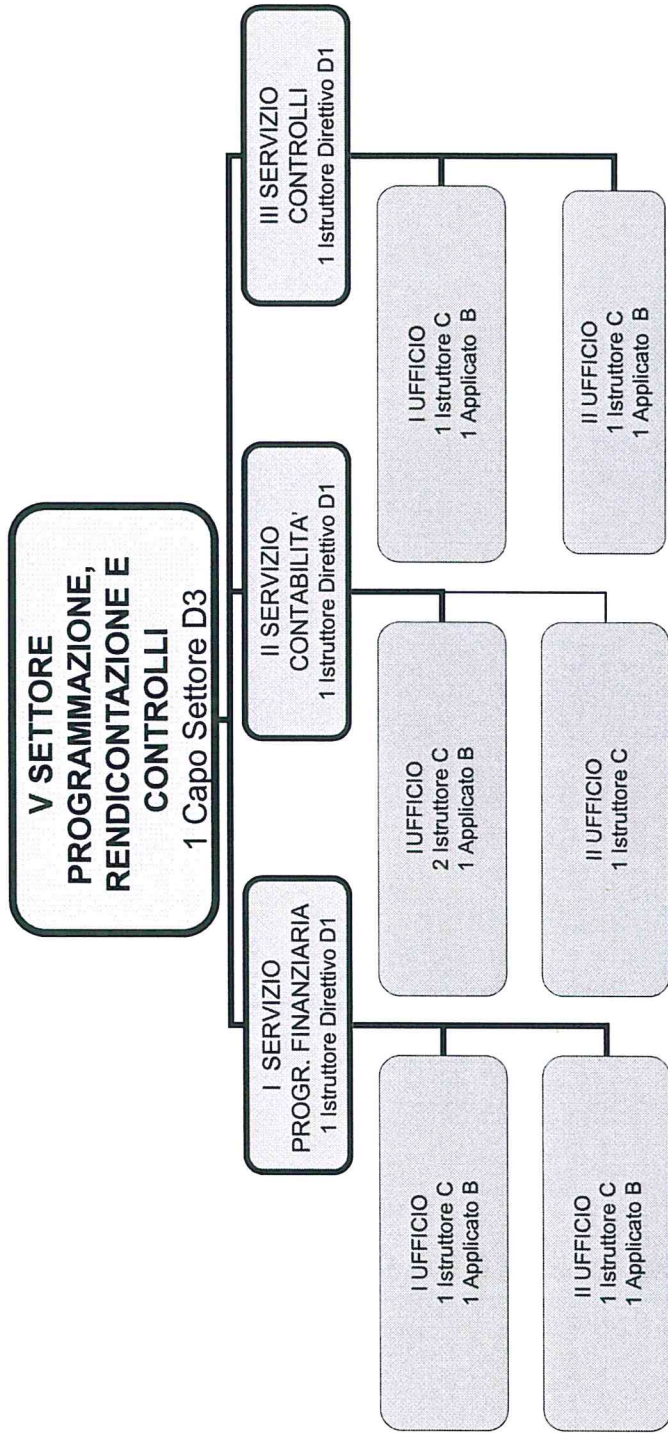 V SETTORE
PROGRAMMAZIONE,
RENDICONTAZIONE E
CONTROLLI
1 Capo Settore D3
I SERVIZIO
PROGR. FINANZIARIA
1 Istruttore Direttivo D1
I UFFICIO
1 Istruttore C
1 Applicato B
II UFFICIO
1 Istruttore C
1 Applicato B
II SERVIZIO
CONTABILITA'
1 Istruttore Direttivo D1
IUFFICIO
2 Istruttore C
1 Applicato B
II UFFICIO
1 Istruttore C
III SERVIZIO
CONTROLLI
1 Istruttore Direttivo D1
I UFFICIO
1 Istruttore C
1 Applicato B
II UFFICIO
1 Istruttore C
1 Applicato B